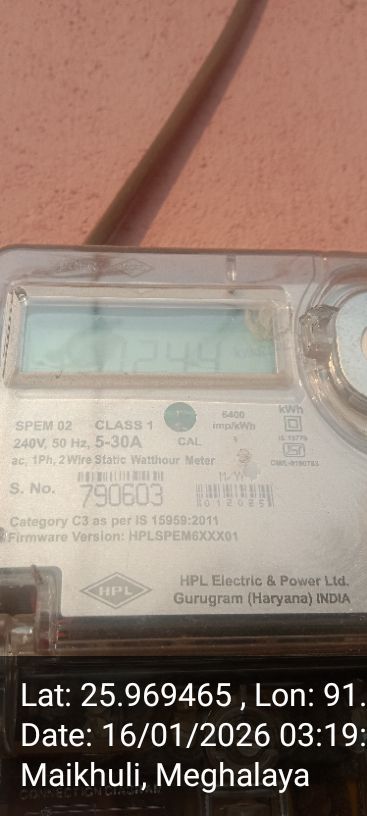 SPEM 02 CLASS 1 6400 kWh
240V, 50 Hz, 5-30A CAL imp/kWh
IS 13779
ac, 1Ph, 2 Wire Static Watthour Meter
S. No. 790603
Category C3 as per IS 15959:2011
Firmware Version: HPLSPEM6XXX01
HPL
HPL Electric & Power Ltd.
Gurugram (Haryana) INDIA
Lat: 25.969465 , Lon: 91.
Date: 16/01/2026 03:19:
Maikhuli, Meghalaya